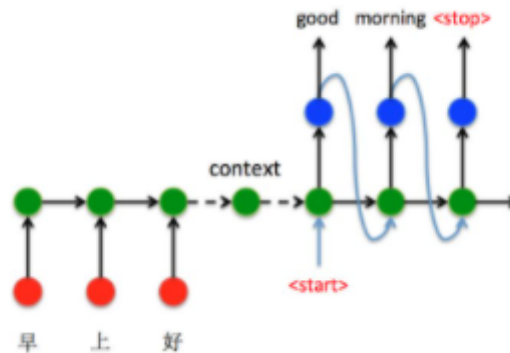 good morning <stop>
context
<start>
早 上 好